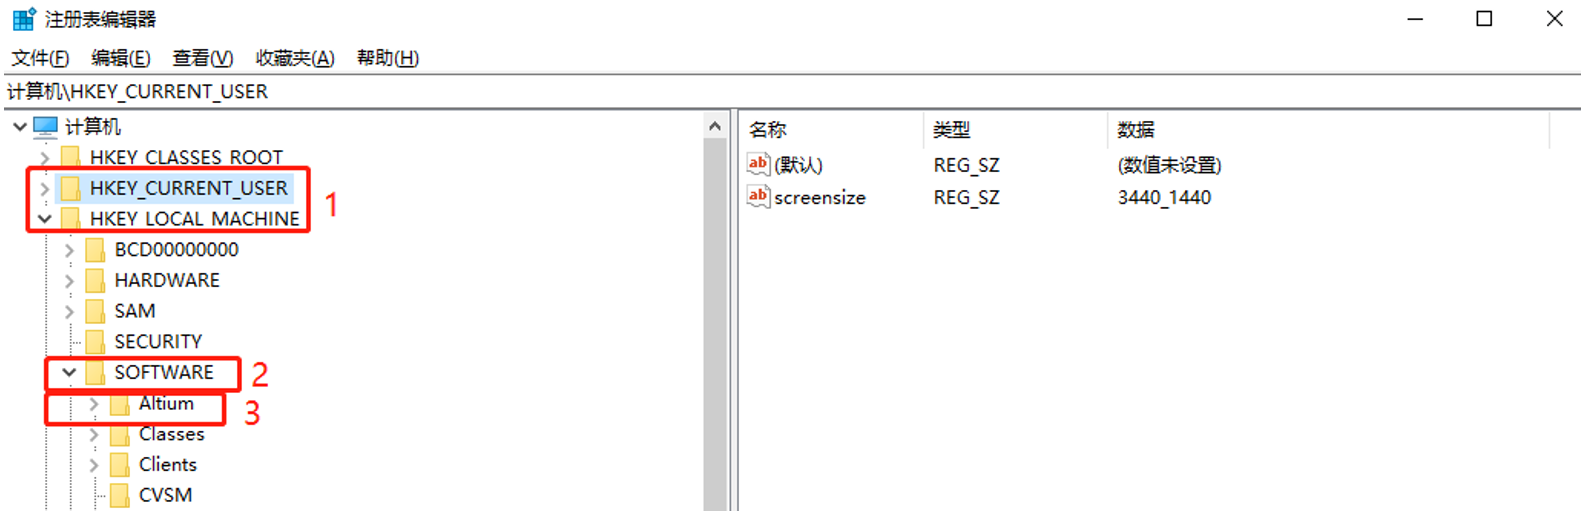 注册表编辑器
文件(F) 编辑(E) 查看(V) 收藏夹(A) 帮助(H)
计算机\HKEY_CURRENT_USER
计算机
HKEY_CLASSES_ROOT
HKEY_CURRENT_USER
HKEY_LOCAL_MACHINE
1
BCD00000000
HARDWARE
SAM
SECURITY
SOFTWARE 2
Altium 3
Classes
Clients
CVSM
名称 类型 数据
ab (默认) REG_SZ (数值未设置)
ab screensize REG_SZ 3440_1440